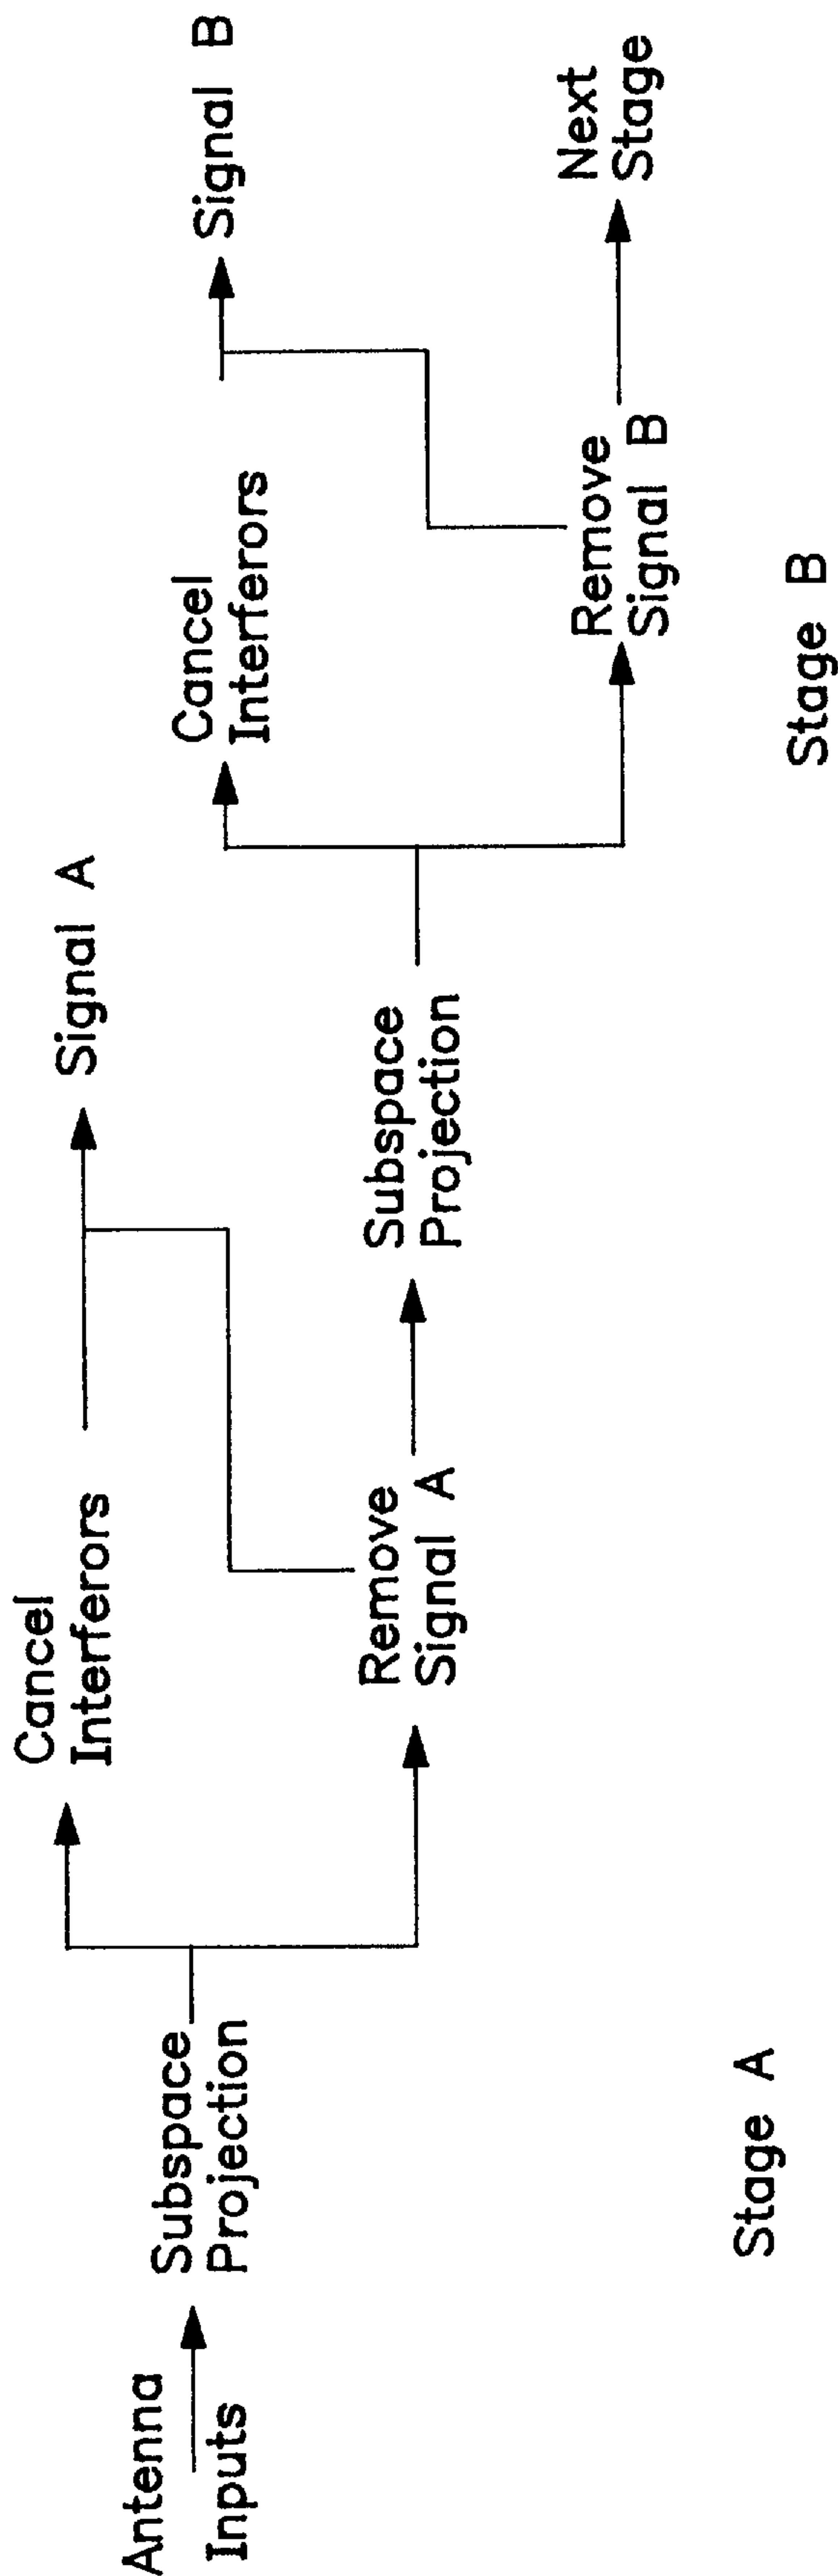 Antenna
Inputs
Subspace
Projection
Cancel
Interferors
Signal A
Remove
Signal A
Subspace
Projection
Cancel
Interferors
Signal B
Remove
Signal B
Next
Stage
Stage A
Stage B